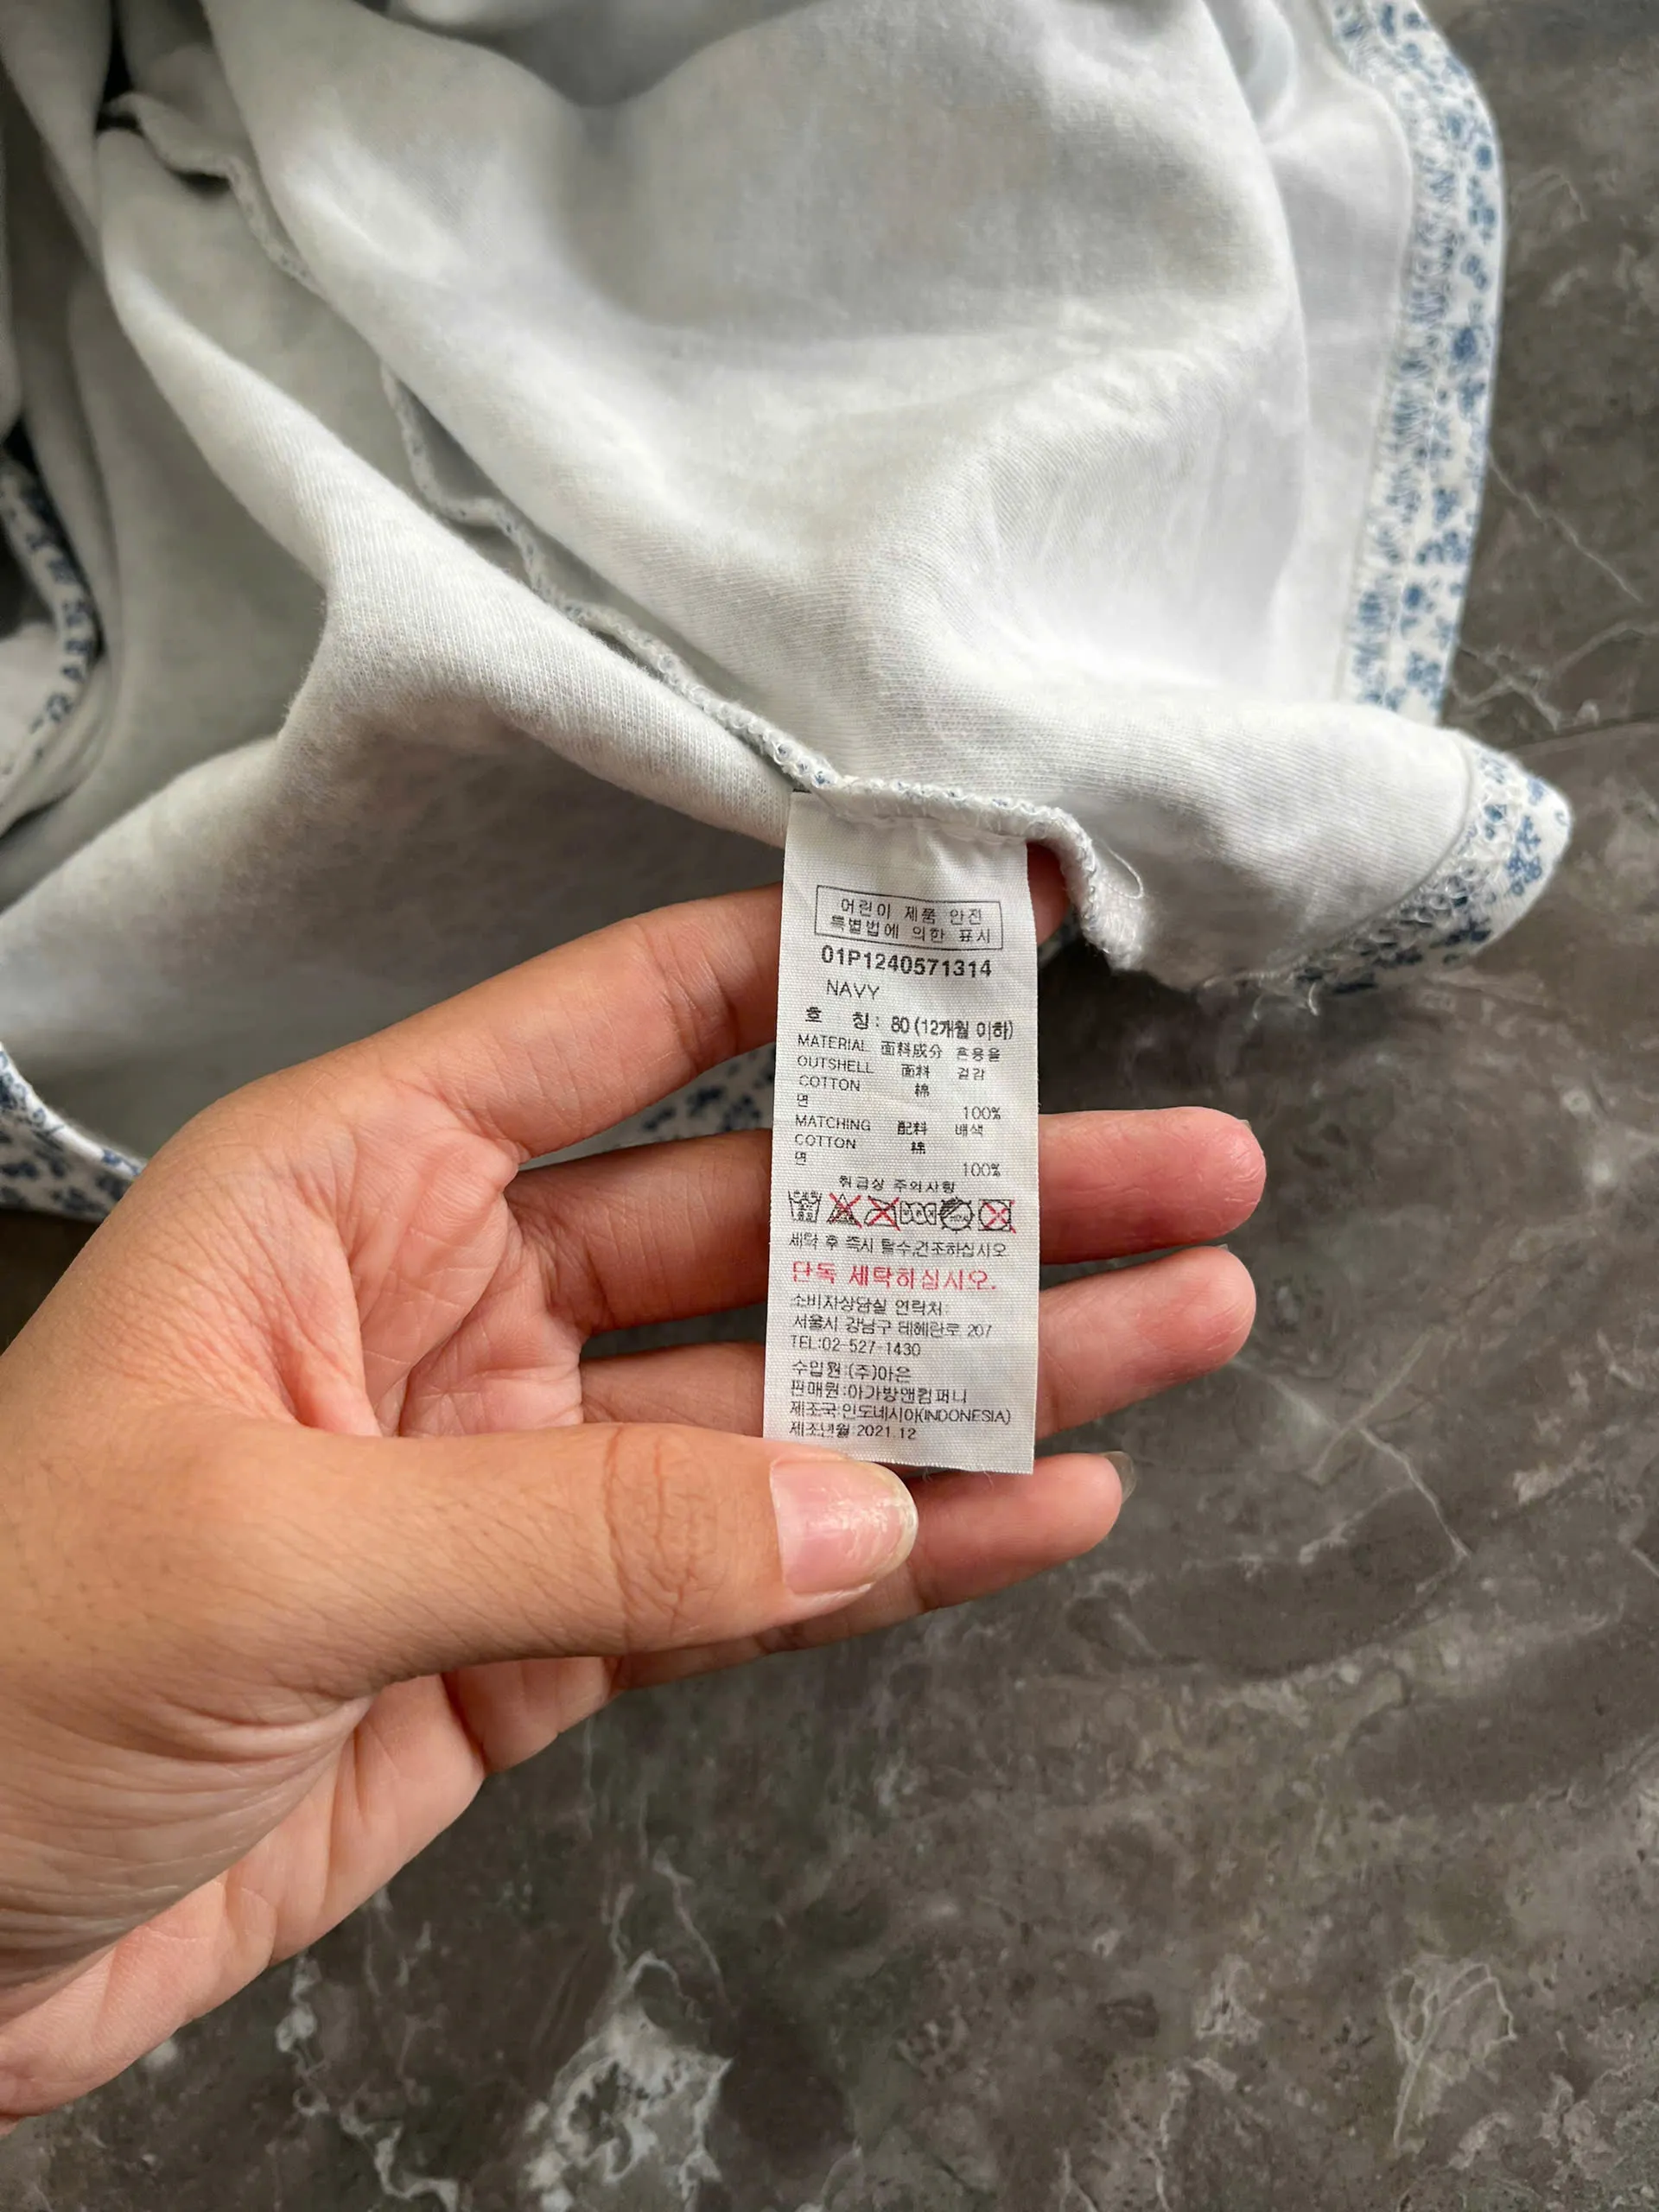 어린이 제품 안전
특별법에 의한 표시
01P1240571314
NAVY
호 칭: 80 (12개월 이하)
MATERIAL 面料成分 혼용율
OUTSHELL 面料 겉감
COTTON 棉
면 100%
MATCHING 配料 배색
COTTON 棉
면 100%
취급상 주의사항
세탁 후 즉시 탈수,건조하십시오
단독 세탁하십시오.
소비자상담실 연락처:
서울시 강남구 테헤란로 207
TEL:02-527-1430
수입원:(주)아은
판매원:아가방앤컴퍼니
제조국:인도네시아(INDONESIA)
제조년월:2021.12